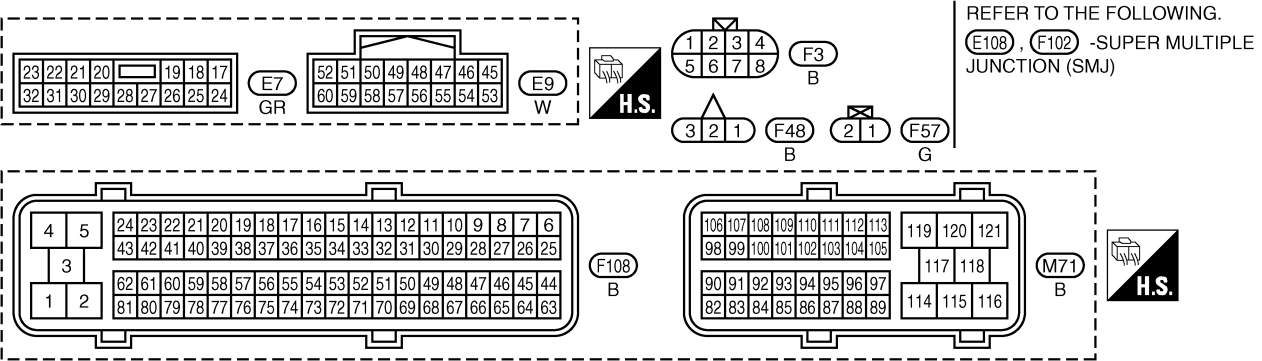 REFER TO THE FOLLOWING.
E108 , F102 -SUPER MULTIPLE
JUNCTION (SMJ)
23 22 21 20 19 18 17
32 31 30 29 28 27 26 25 24
E7
GR
52 51 50 49 48 47 46 45
60 59 58 57 56 55 54 53
E9
W
H.S.
1 2 3 4
5 6 7 8
F3
B
3 2 1
F48
B
2 1
F57
G
4 5
3
1 2
24 23 22 21 20 19 18 17 16 15 14 13 12 11 10 9 8 7 6
43 42 41 40 39 38 37 36 35 34 33 32 31 30 29 28 27 26 25
62 61 60 59 58 57 56 55 54 53 52 51 50 49 48 47 46 45 44
81 80 79 78 77 76 75 74 73 72 71 70 69 68 67 66 65 64 63
F108
B
106 107 108 109 110 111 112 113
98 99 100 101 102 103 104 105
90 91 92 93 94 95 96 97
82 83 84 85 86 87 88 89
119 120 121
117 118
114 115 116
M71
B
H.S.